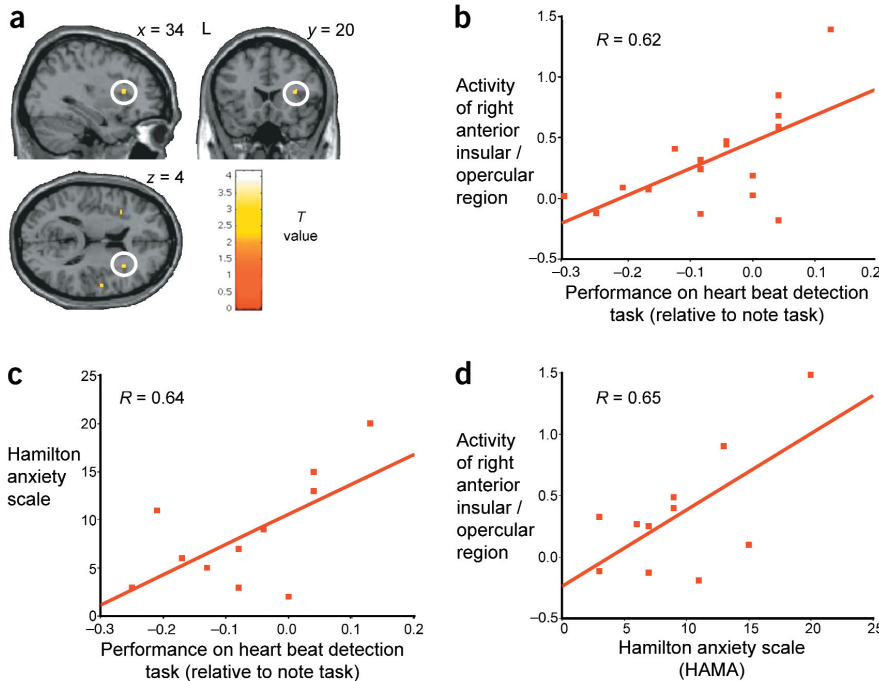 a
x = 34
L
y = 20
z = 4
4
3.5
3
2.5
2
1.5
1
0.5
0
T
value
b
1.5
1.0
0.5
0.0
–0.5
R = 0.62
Activity
of right
anterior
insular /
opercular
region
–0.3
–0.2
–0.1
0.0
0.1
0.2
Performance on heart beat detection
task (relative to note task)
c
25
20
15
10
5
0
R = 0.64
Hamilton
anxiety
scale
–0.3
–0.2
–0.1
0.0
0.1
0.2
Performance on heart beat detection
task (relative to note task)
d
1.5
1.0
0.5
0.0
–0.5
R = 0.65
Activity
of right
anterior
insular /
opercular
region
0
5
10
15
20
25
Hamilton anxiety scale
(HAMA)